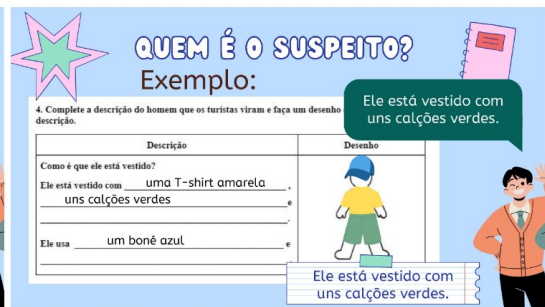 QUEM É O SUSPEITO?
Exemplo:
4. Complete a descrição do homem que os turistas viram e faça um desenho
descrição.
Descrição
Desenho
Como é que ele está vestido?
Ele está vestido com uma T-shirt amarela ,
uns calções verdes e
.
Ele usa um boné azul e
.
Ele está vestido com
uns calções verdes.
Ele está vestido com
uns calções verdes.